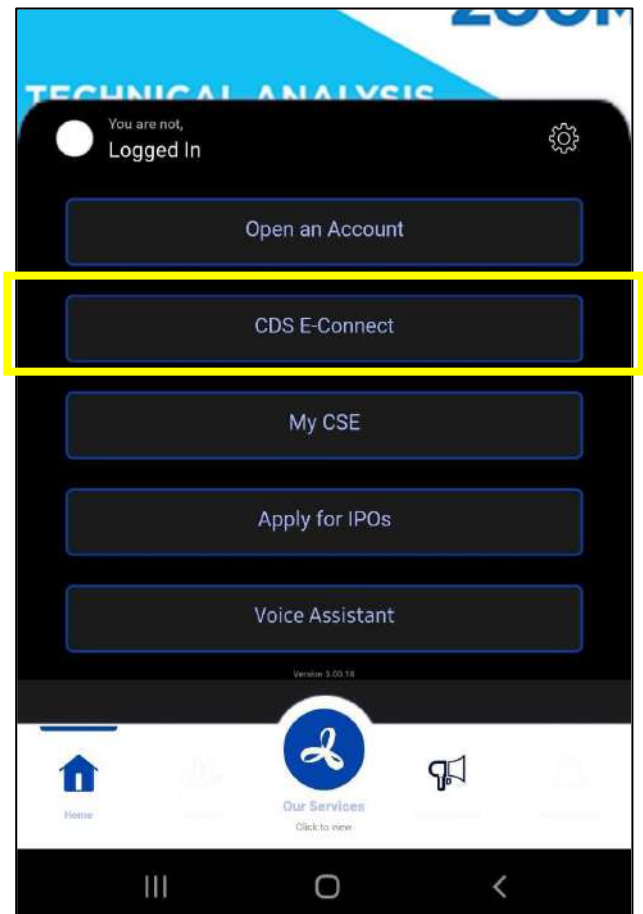 ZOOM
TECHNICAL ANALYSIS
You are not,
Logged In
Open an Account
CDS E-Connect
My CSE
Apply for IPOs
Voice Assistant
Version 3.00.18
Home
Our Services
Click to view